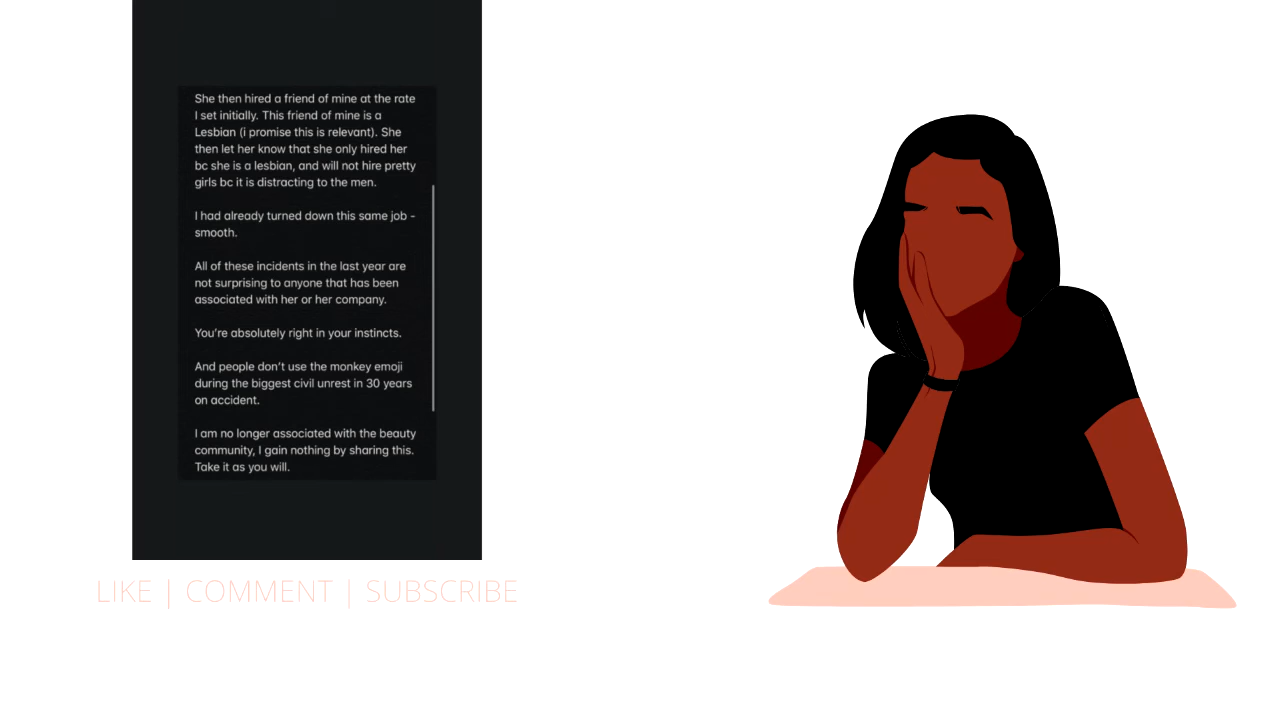 She then hired a friend of mine at the rate
I set initially. This friend of mine is a
Lesbian (i promise this is relevant). She
then let her know that she only hired her
bc she is a lesbian, and will not hire pretty
girls bc it is distracting to the men.
I had already turned down this same job -
smooth.
All of these incidents in the last year are
not surprising to anyone that has been
associated with her or her company.
You're absolutely right in your instincts.
And people don't use the monkey emoji
during the biggest civil unrest in 30 years
on accident.
I am no longer associated with the beauty
community, I gain nothing by sharing this.
Take it as you will.
LIKE | COMMENT | SUBSCRIBE